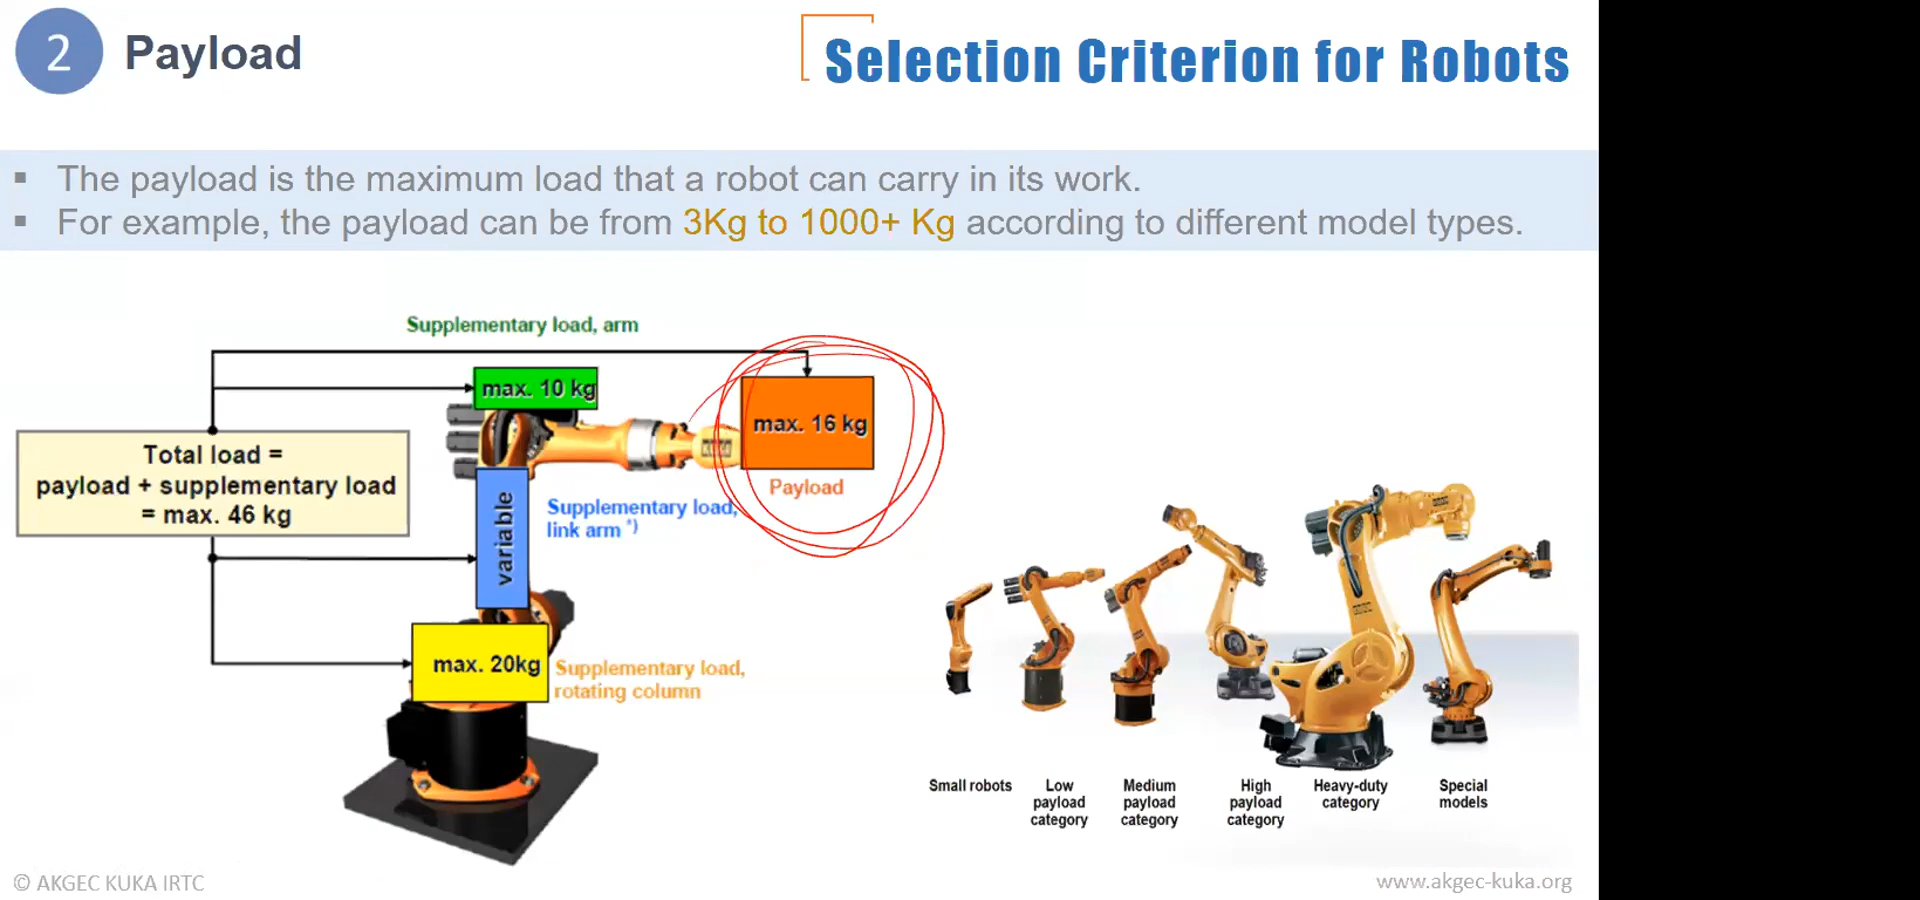 2 Payload
Selection Criterion for Robots
▪ The payload is the maximum load that a robot can carry in its work.
▪ For example, the payload can be from 3Kg to 1000+ Kg according to different model types.
Supplementary load, arm
max. 10 kg
max. 16 kg
Payload
Total load =
payload + supplementary load
= max. 46 kg
variable
Supplementary load,
link arm *)
max. 20kg
Supplementary load,
rotating column
Small robots
Low
payload
category
Medium
payload
category
High
payload
category
Heavy-duty
category
Special
models
© AKGEC KUKA IRTC
www.akgec-kuka.org